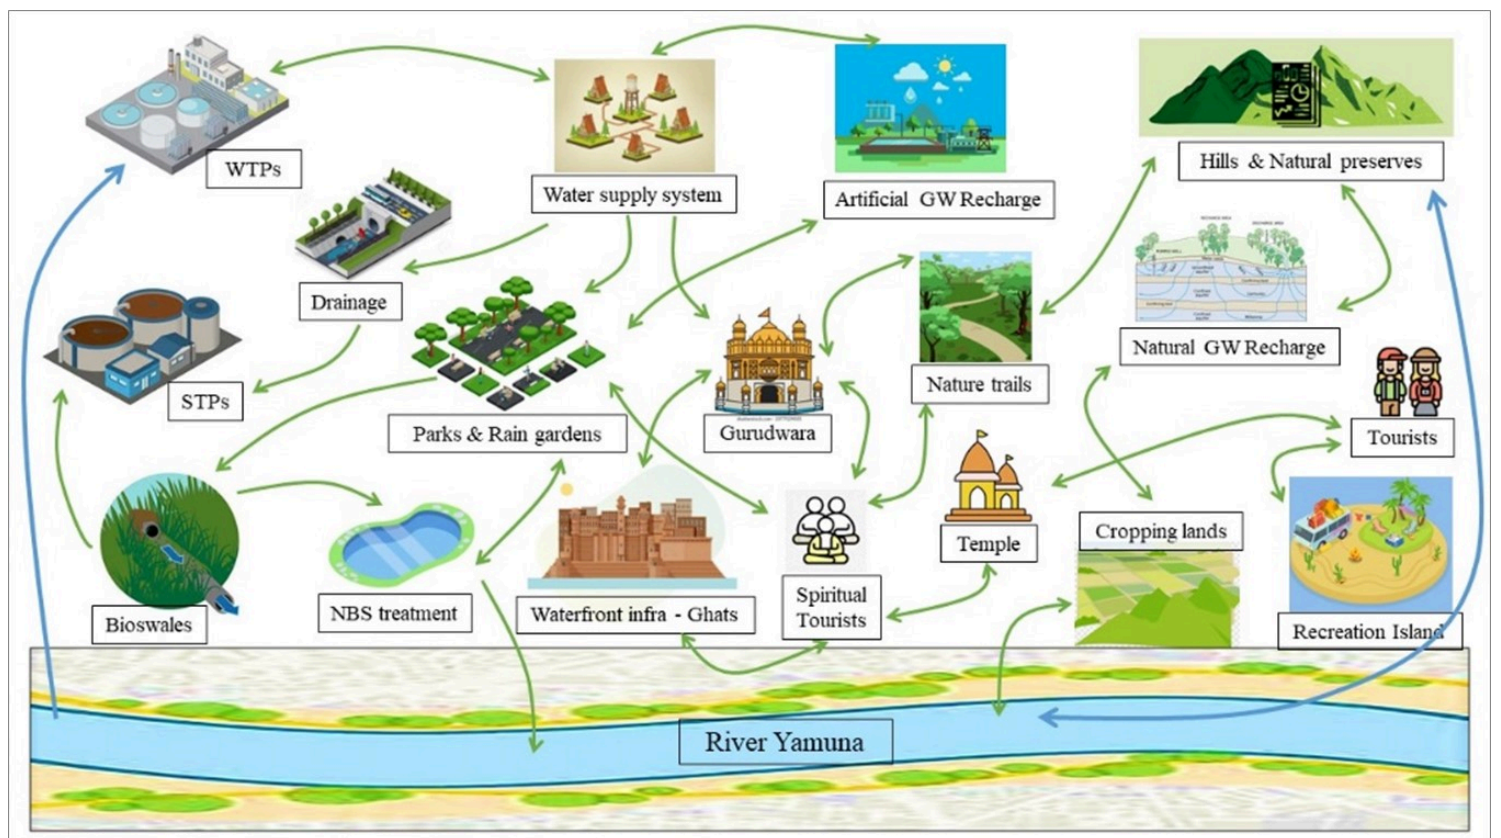 WTPs
Water supply system
Artificial GW Recharge
Hills & Natural preserves
Drainage
Natural GW Recharge
STPs
Parks & Rain gardens
Gurudwara
Nature trails
Tourists
Bioswales
NBS treatment
Waterfront infra - Ghats
Spiritual
Tourists
Temple
Cropping lands
Recreation Island
River Yamuna